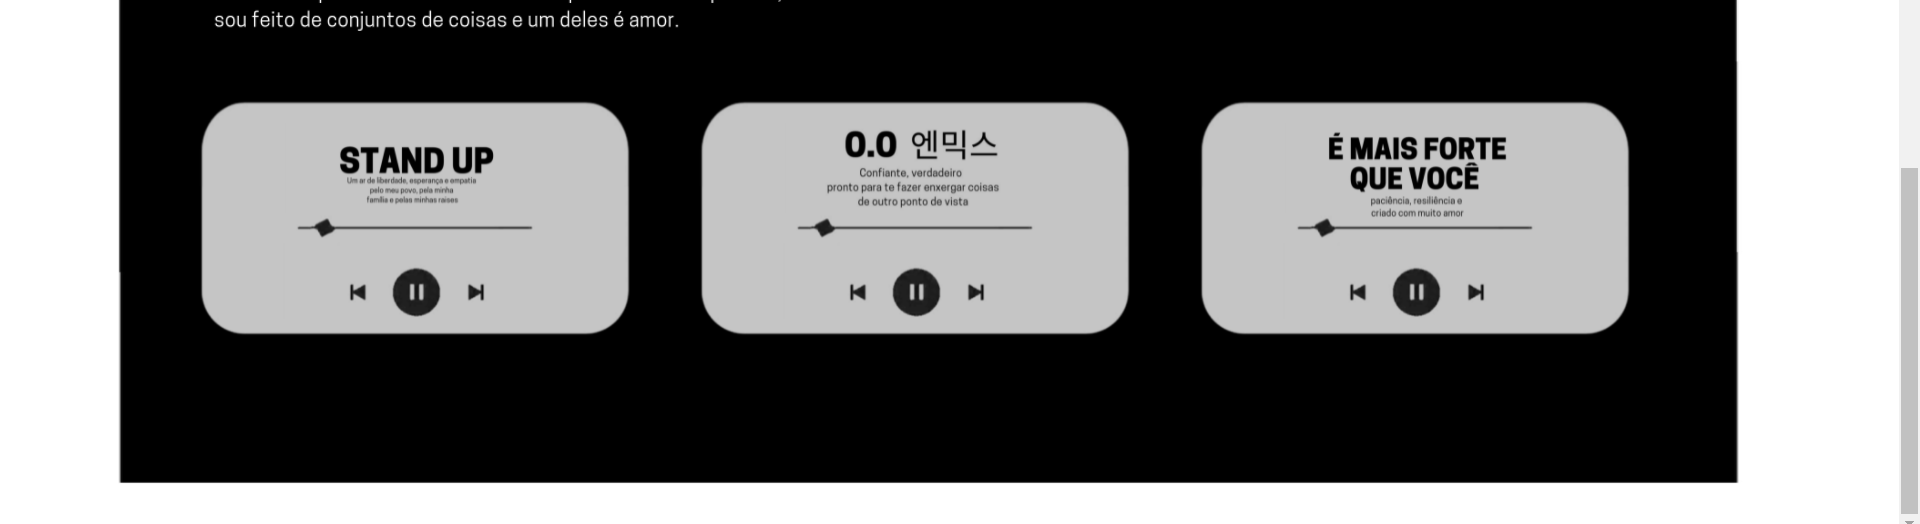 sou feito de conjuntos de coisas e um deles é amor.
STAND UP
Um ar de liberdade, esperança e empatia
pelo meu povo, pela minha
família e pelas minhas raises
0.0 엔믹스
Confiante, verdadeiro
pronto para te fazer enxergar coisas
de outro ponto de vista
É MAIS FORTE
QUE VOCÊ
paciência, resiliência e
criado com muito amor